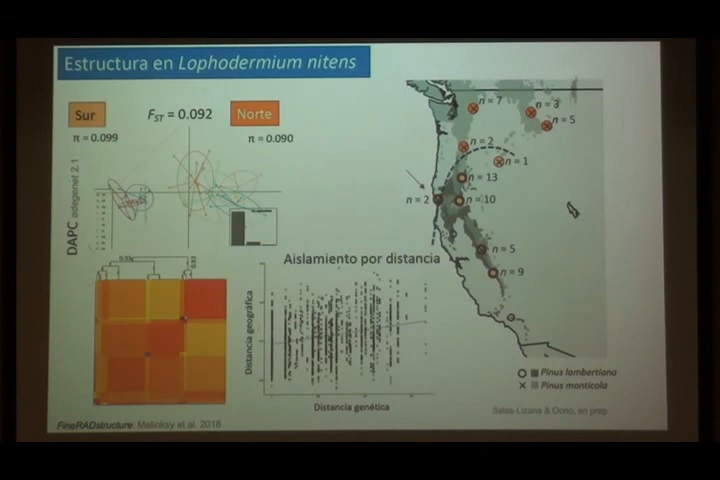 Estructura en Lophodermium nitens
Sur
FST = 0.092
Norte
π = 0.099
π = 0.090
DAPC adegenet 2.1
n = 7
n = 3
n = 5
n = 2
n = 1
n = 13
n = 2
n = 10
n = 5
n = 9
Aislamiento por distancia
Distancia geográfica
Distancia genética
Pinus lambertiana
Pinus monticola
Salas-Lizana & Oono, en prep
FineRADstructure: Malinksy et al. 2018